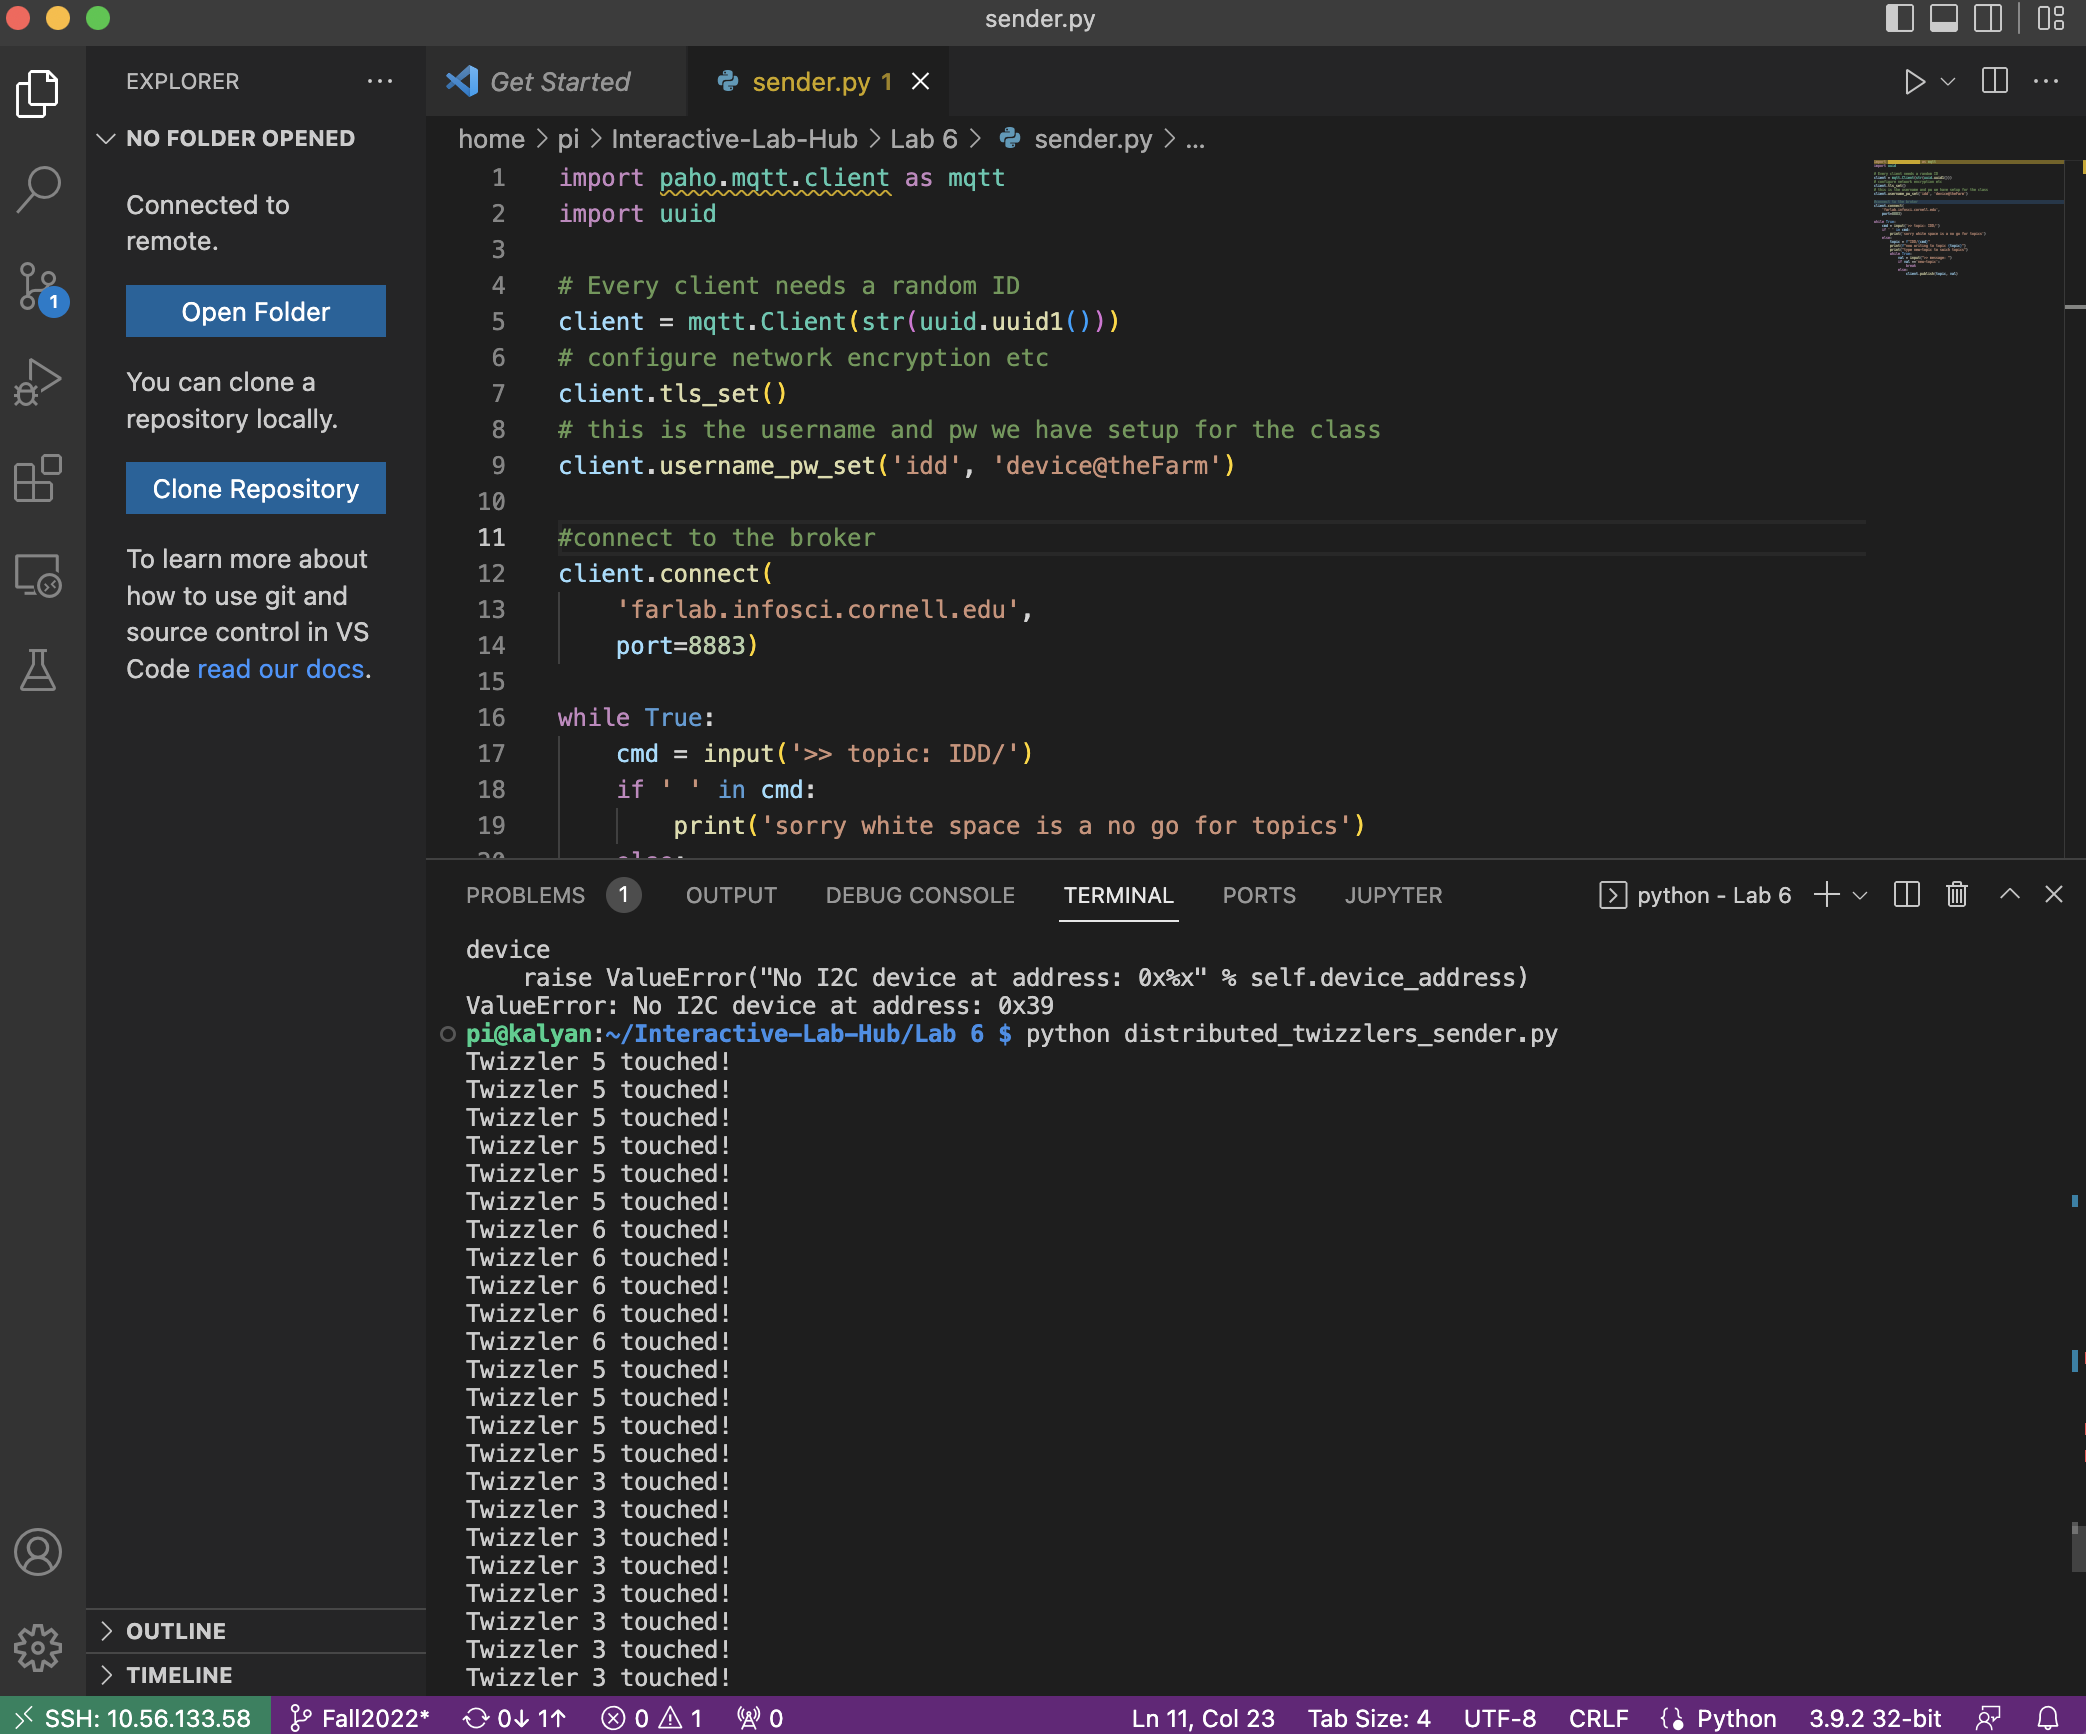 sender.py
EXPLORER
NO FOLDER OPENED
Connected to
remote.
Open Folder
You can clone a
repository locally.
Clone Repository
To learn more about
how to use git and
source control in VS
Code read our docs.
OUTLINE
TIMELINE
1
Get Started
sender.py 1
home > pi > Interactive-Lab-Hub > Lab 6 > sender.py > ...
1 import paho.mqtt.client as mqtt
2 import uuid
3
4 # Every client needs a random ID
5 client = mqtt.Client(str(uuid.uuid1()))
6 # configure network encryption etc
7 client.tls_set()
8 # this is the username and pw we have setup for the class
9 client.username_pw_set('idd', 'device@theFarm')
10
11 #connect to the broker
12 client.connect(
13 'farlab.infosci.cornell.edu',
14 port=8883)
15
16 while True:
17 cmd = input('>> topic: IDD/')
18 if ' ' in cmd:
19 print('sorry white space is a no go for topics')
20 else:
PROBLEMS 1 OUTPUT DEBUG CONSOLE TERMINAL PORTS JUPYTER python - Lab 6
device
raise ValueError("No I2C device at address: 0x%x" % self.device_address)
ValueError: No I2C device at address: 0x39
pi@kalyan:~/Interactive-Lab-Hub/Lab 6 $ python distributed_twizzlers_sender.py
Twizzler 5 touched!
Twizzler 5 touched!
Twizzler 5 touched!
Twizzler 5 touched!
Twizzler 5 touched!
Twizzler 5 touched!
Twizzler 6 touched!
Twizzler 6 touched!
Twizzler 6 touched!
Twizzler 6 touched!
Twizzler 6 touched!
Twizzler 5 touched!
Twizzler 5 touched!
Twizzler 5 touched!
Twizzler 5 touched!
Twizzler 3 touched!
Twizzler 3 touched!
Twizzler 3 touched!
Twizzler 3 touched!
Twizzler 3 touched!
Twizzler 3 touched!
Twizzler 3 touched!
Twizzler 3 touched!
SSH: 10.56.133.58 Fall2022* 0↓ 1↑ 0 1 0 Ln 11, Col 23 Tab Size: 4 UTF-8 CRLF Python 3.9.2 32-bit